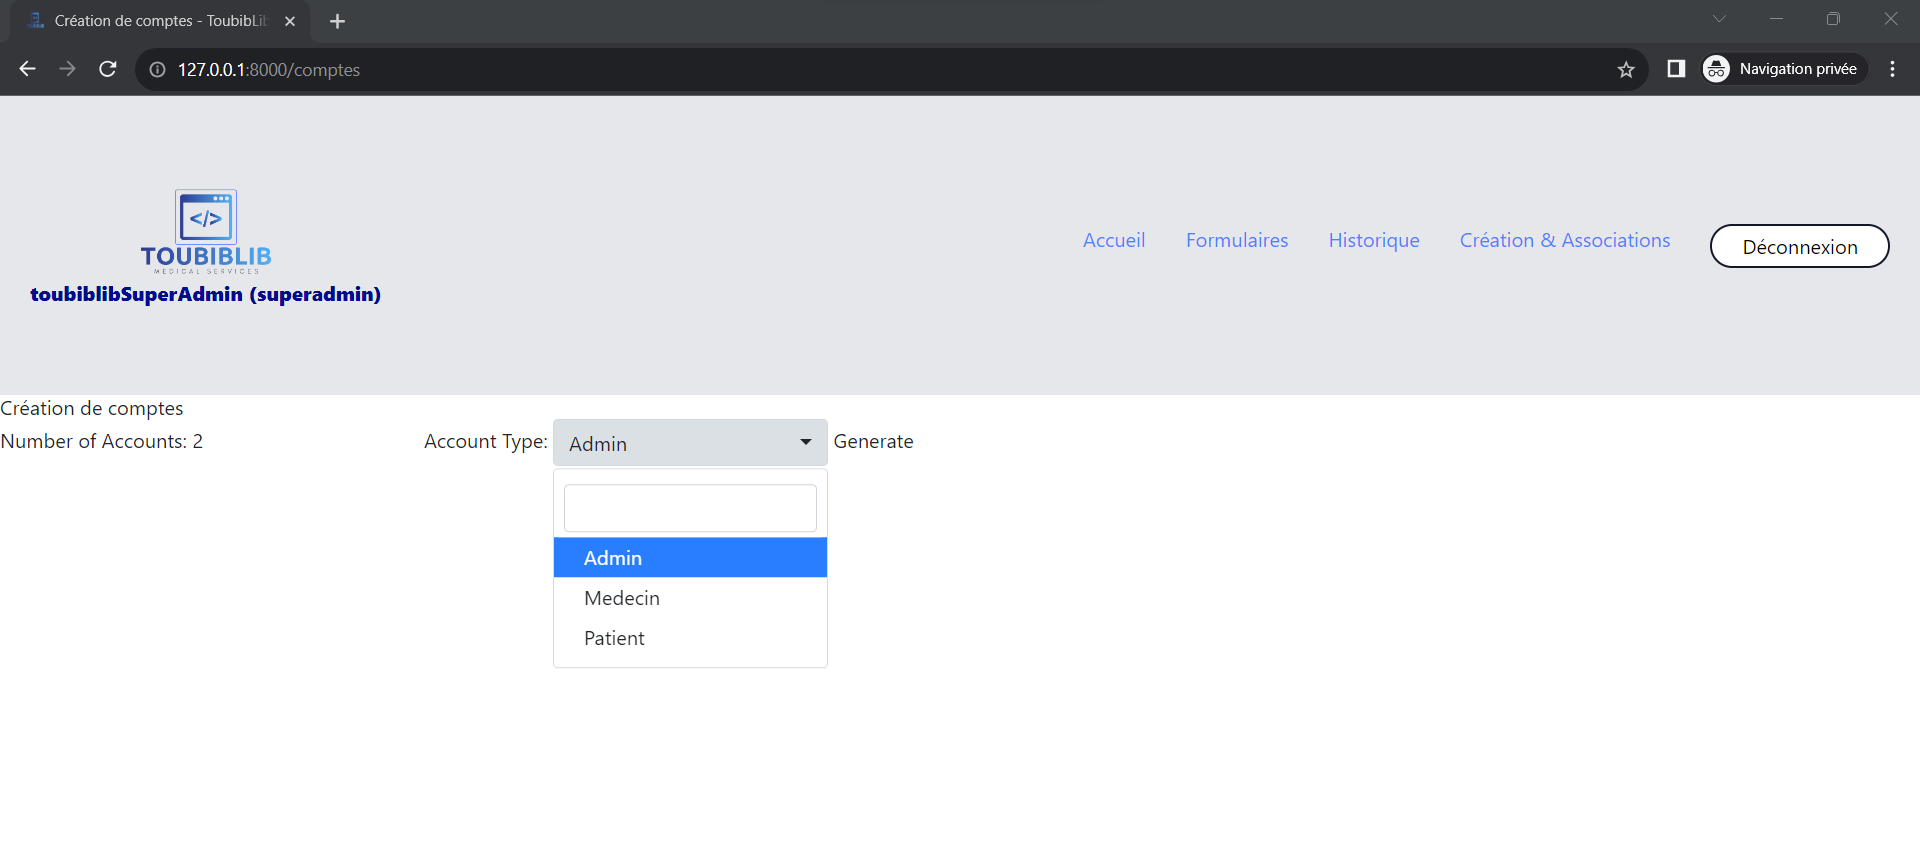 Création de comptes - ToubibLib
127.0.0.1:8000/comptes
Navigation privée
</>
TOUBIBLIB
MEDICAL SERVICES
toubiblibSuperAdmin (superadmin)
Accueil Formulaires Historique Création & Associations Déconnexion
Création de comptes
Number of Accounts: 2 Account Type: Admin Generate
Admin
Medecin
Patient